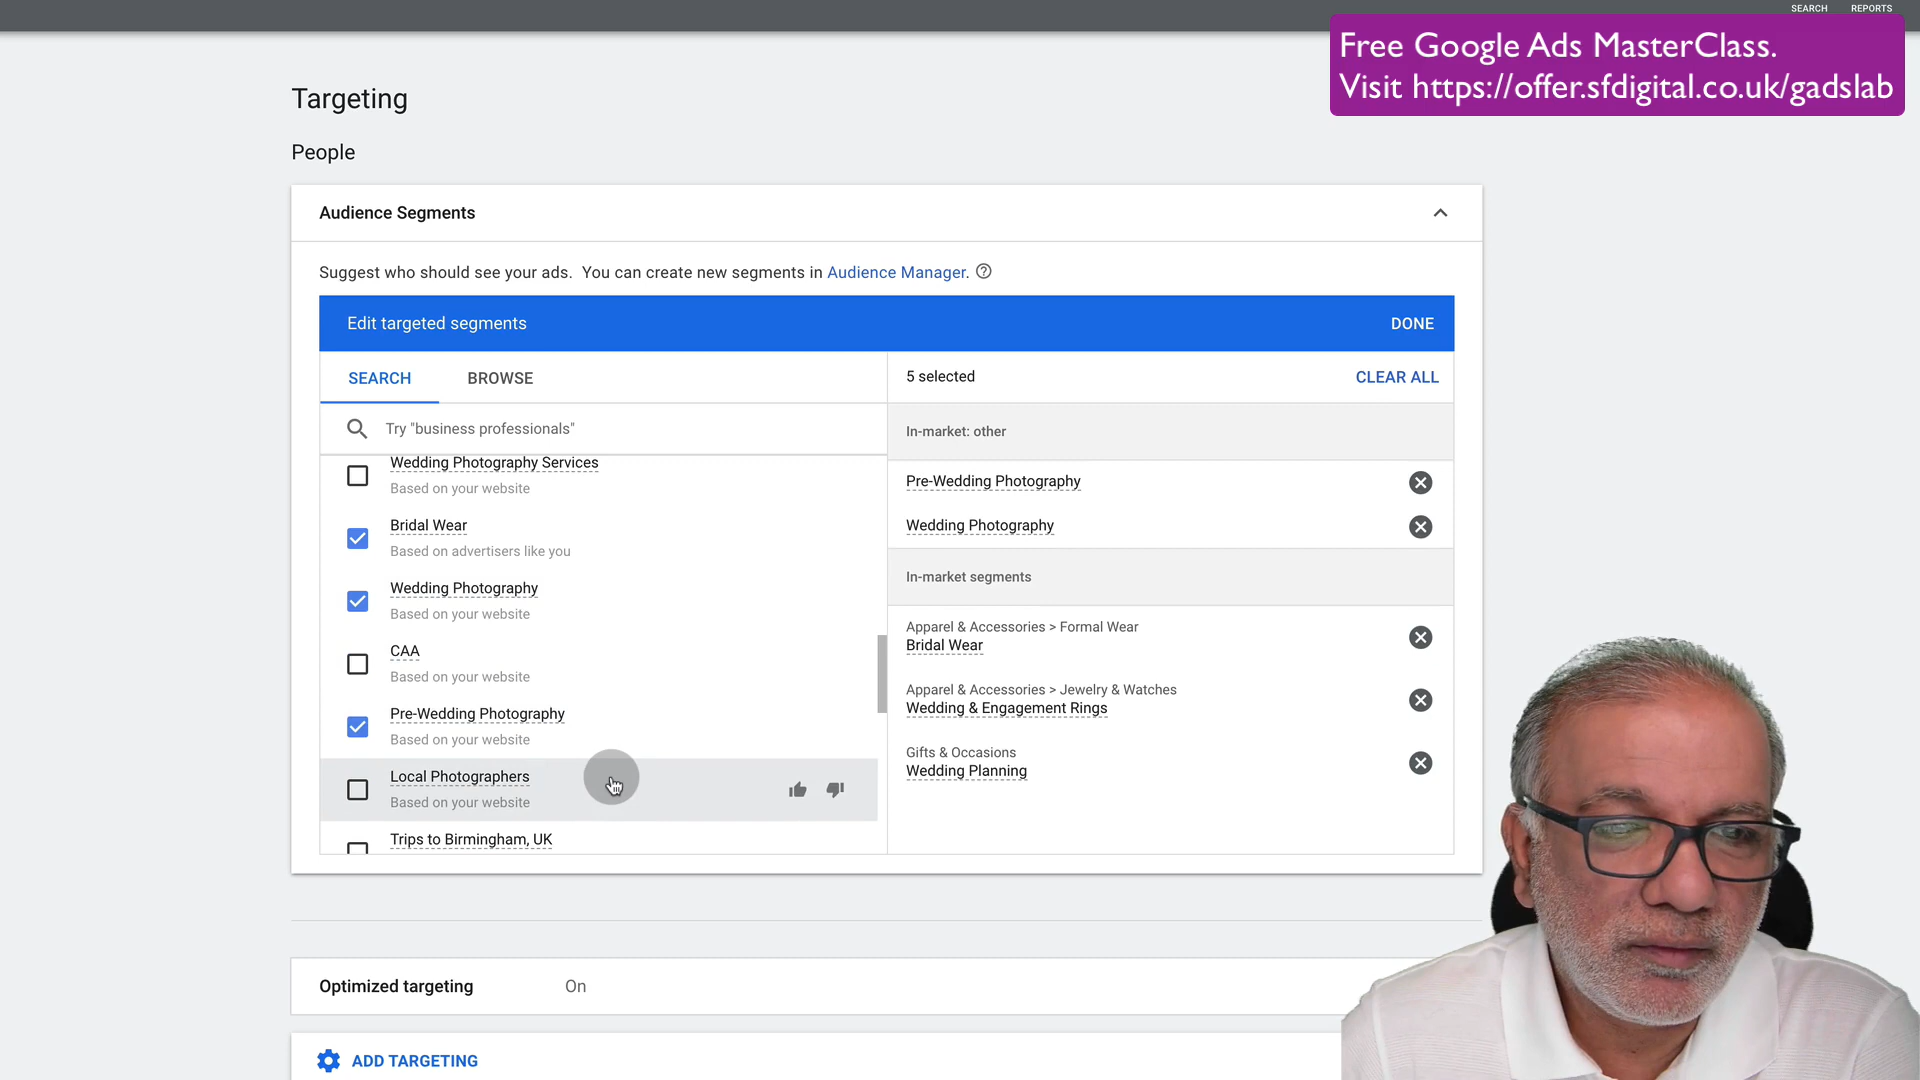 SEARCH
REPORTS
Free Google Ads MasterClass.
Visit https://offer.sfdigital.co.uk/gadslab
Targeting
People
Audience Segments
Suggest who should see your ads. You can create new segments in Audience Manager.
Edit targeted segments
DONE
SEARCH
BROWSE
5 selected
CLEAR ALL
Try "business professionals"
In-market: other
Wedding Photography Services
Based on your website
Pre-Wedding Photography
Bridal Wear
Based on advertisers like you
Wedding Photography
Wedding Photography
Based on your website
In-market segments
CAA
Based on your website
Apparel & Accessories > Formal Wear
Bridal Wear
Pre-Wedding Photography
Based on your website
Apparel & Accessories > Jewelry & Watches
Wedding & Engagement Rings
Local Photographers
Based on your website
Gifts & Occasions
Wedding Planning
Trips to Birmingham, UK
Optimized targeting
On
ADD TARGETING